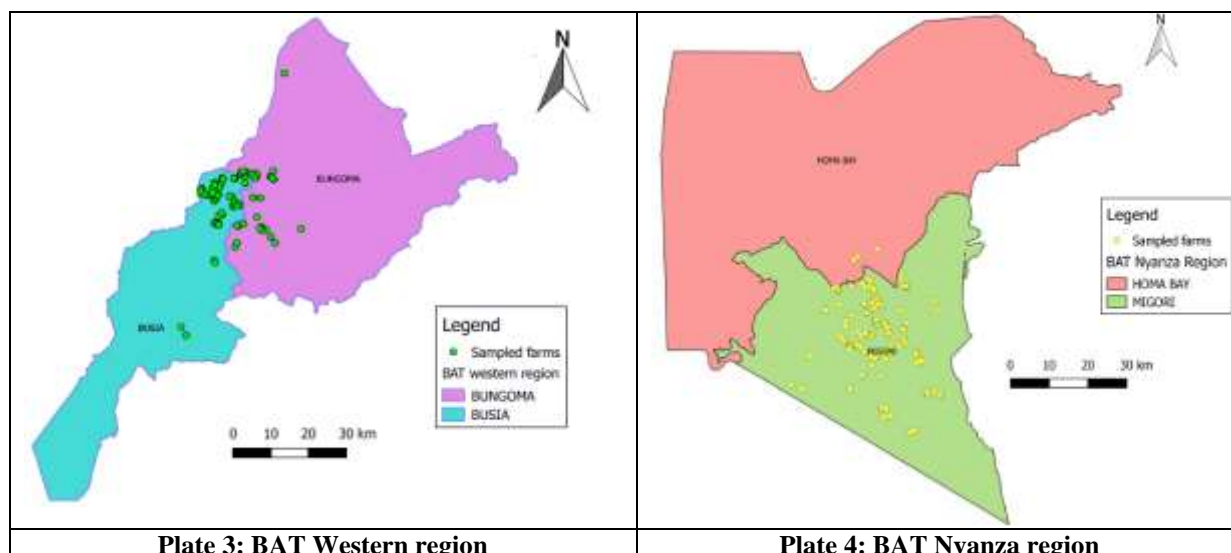 N
BUNGOMA
BUSIA
Legend
Sampled farms
BAT western region
BUNGOMA
BUSIA
0 10 20 30 km
Plate 3: BAT Western region
N
HOMA BAY
MIGORI
Legend
Sampled farms
BAT Nyanza Region
HOMA BAY
MIGORI
0 10 20 30 km
Plate 4: BAT Nyanza region